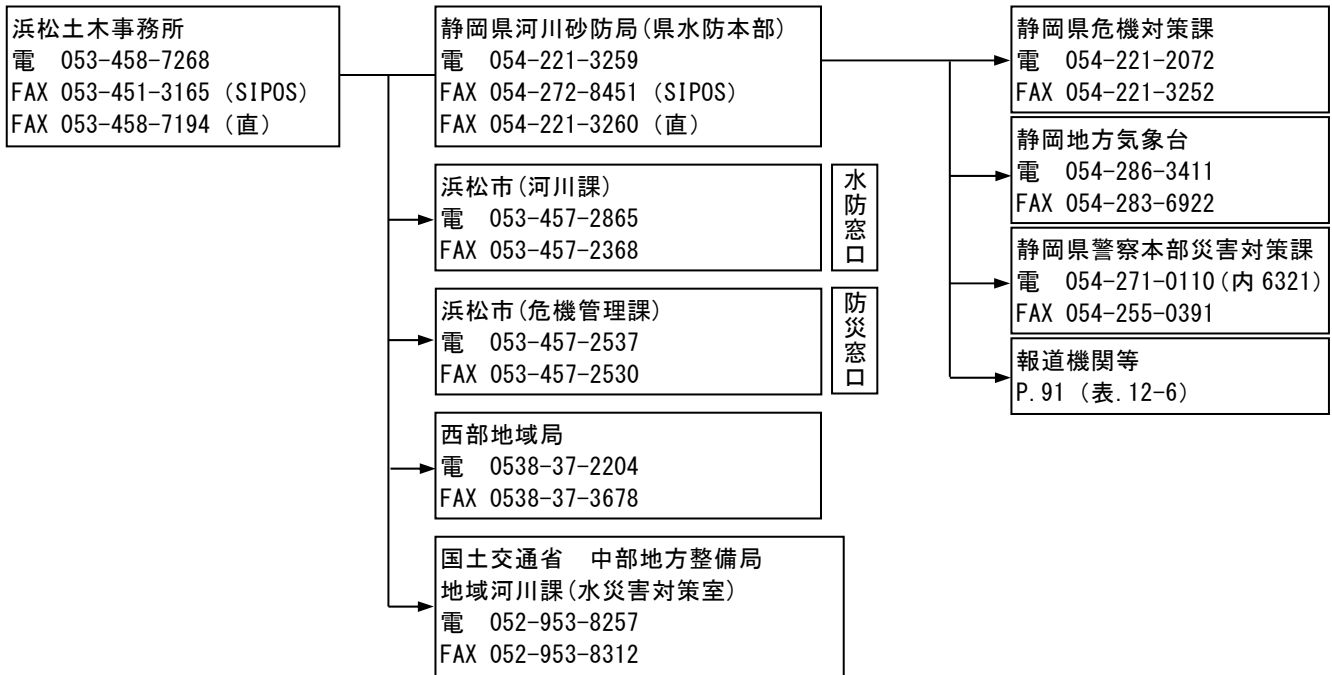 浜松土木事務所
電　053-458-7268
FAX 053-451-3165 (SIPOS)
FAX 053-458-7194 (直)
静岡県河川砂防局(県水防本部)
電　054-221-3259
FAX 054-272-8451 (SIPOS)
FAX 054-221-3260 (直)
浜松市(河川課)
電　053-457-2865
FAX 053-457-2368
水防窓口
浜松市(危機管理課)
電　053-457-2537
FAX 053-457-2530
防災窓口
西部地域局
電　0538-37-2204
FAX 0538-37-3678
国土交通省　中部地方整備局
地域河川課(水災害対策室)
電　052-953-8257
FAX 052-953-8312
静岡県危機対策課
電　054-221-2072
FAX 054-221-3252
静岡地方気象台
電　054-286-3411
FAX 054-283-6922
静岡県警察本部災害対策課
電　054-271-0110(内 6321)
FAX 054-255-0391
報道機関等
P.91 (表.12-6)